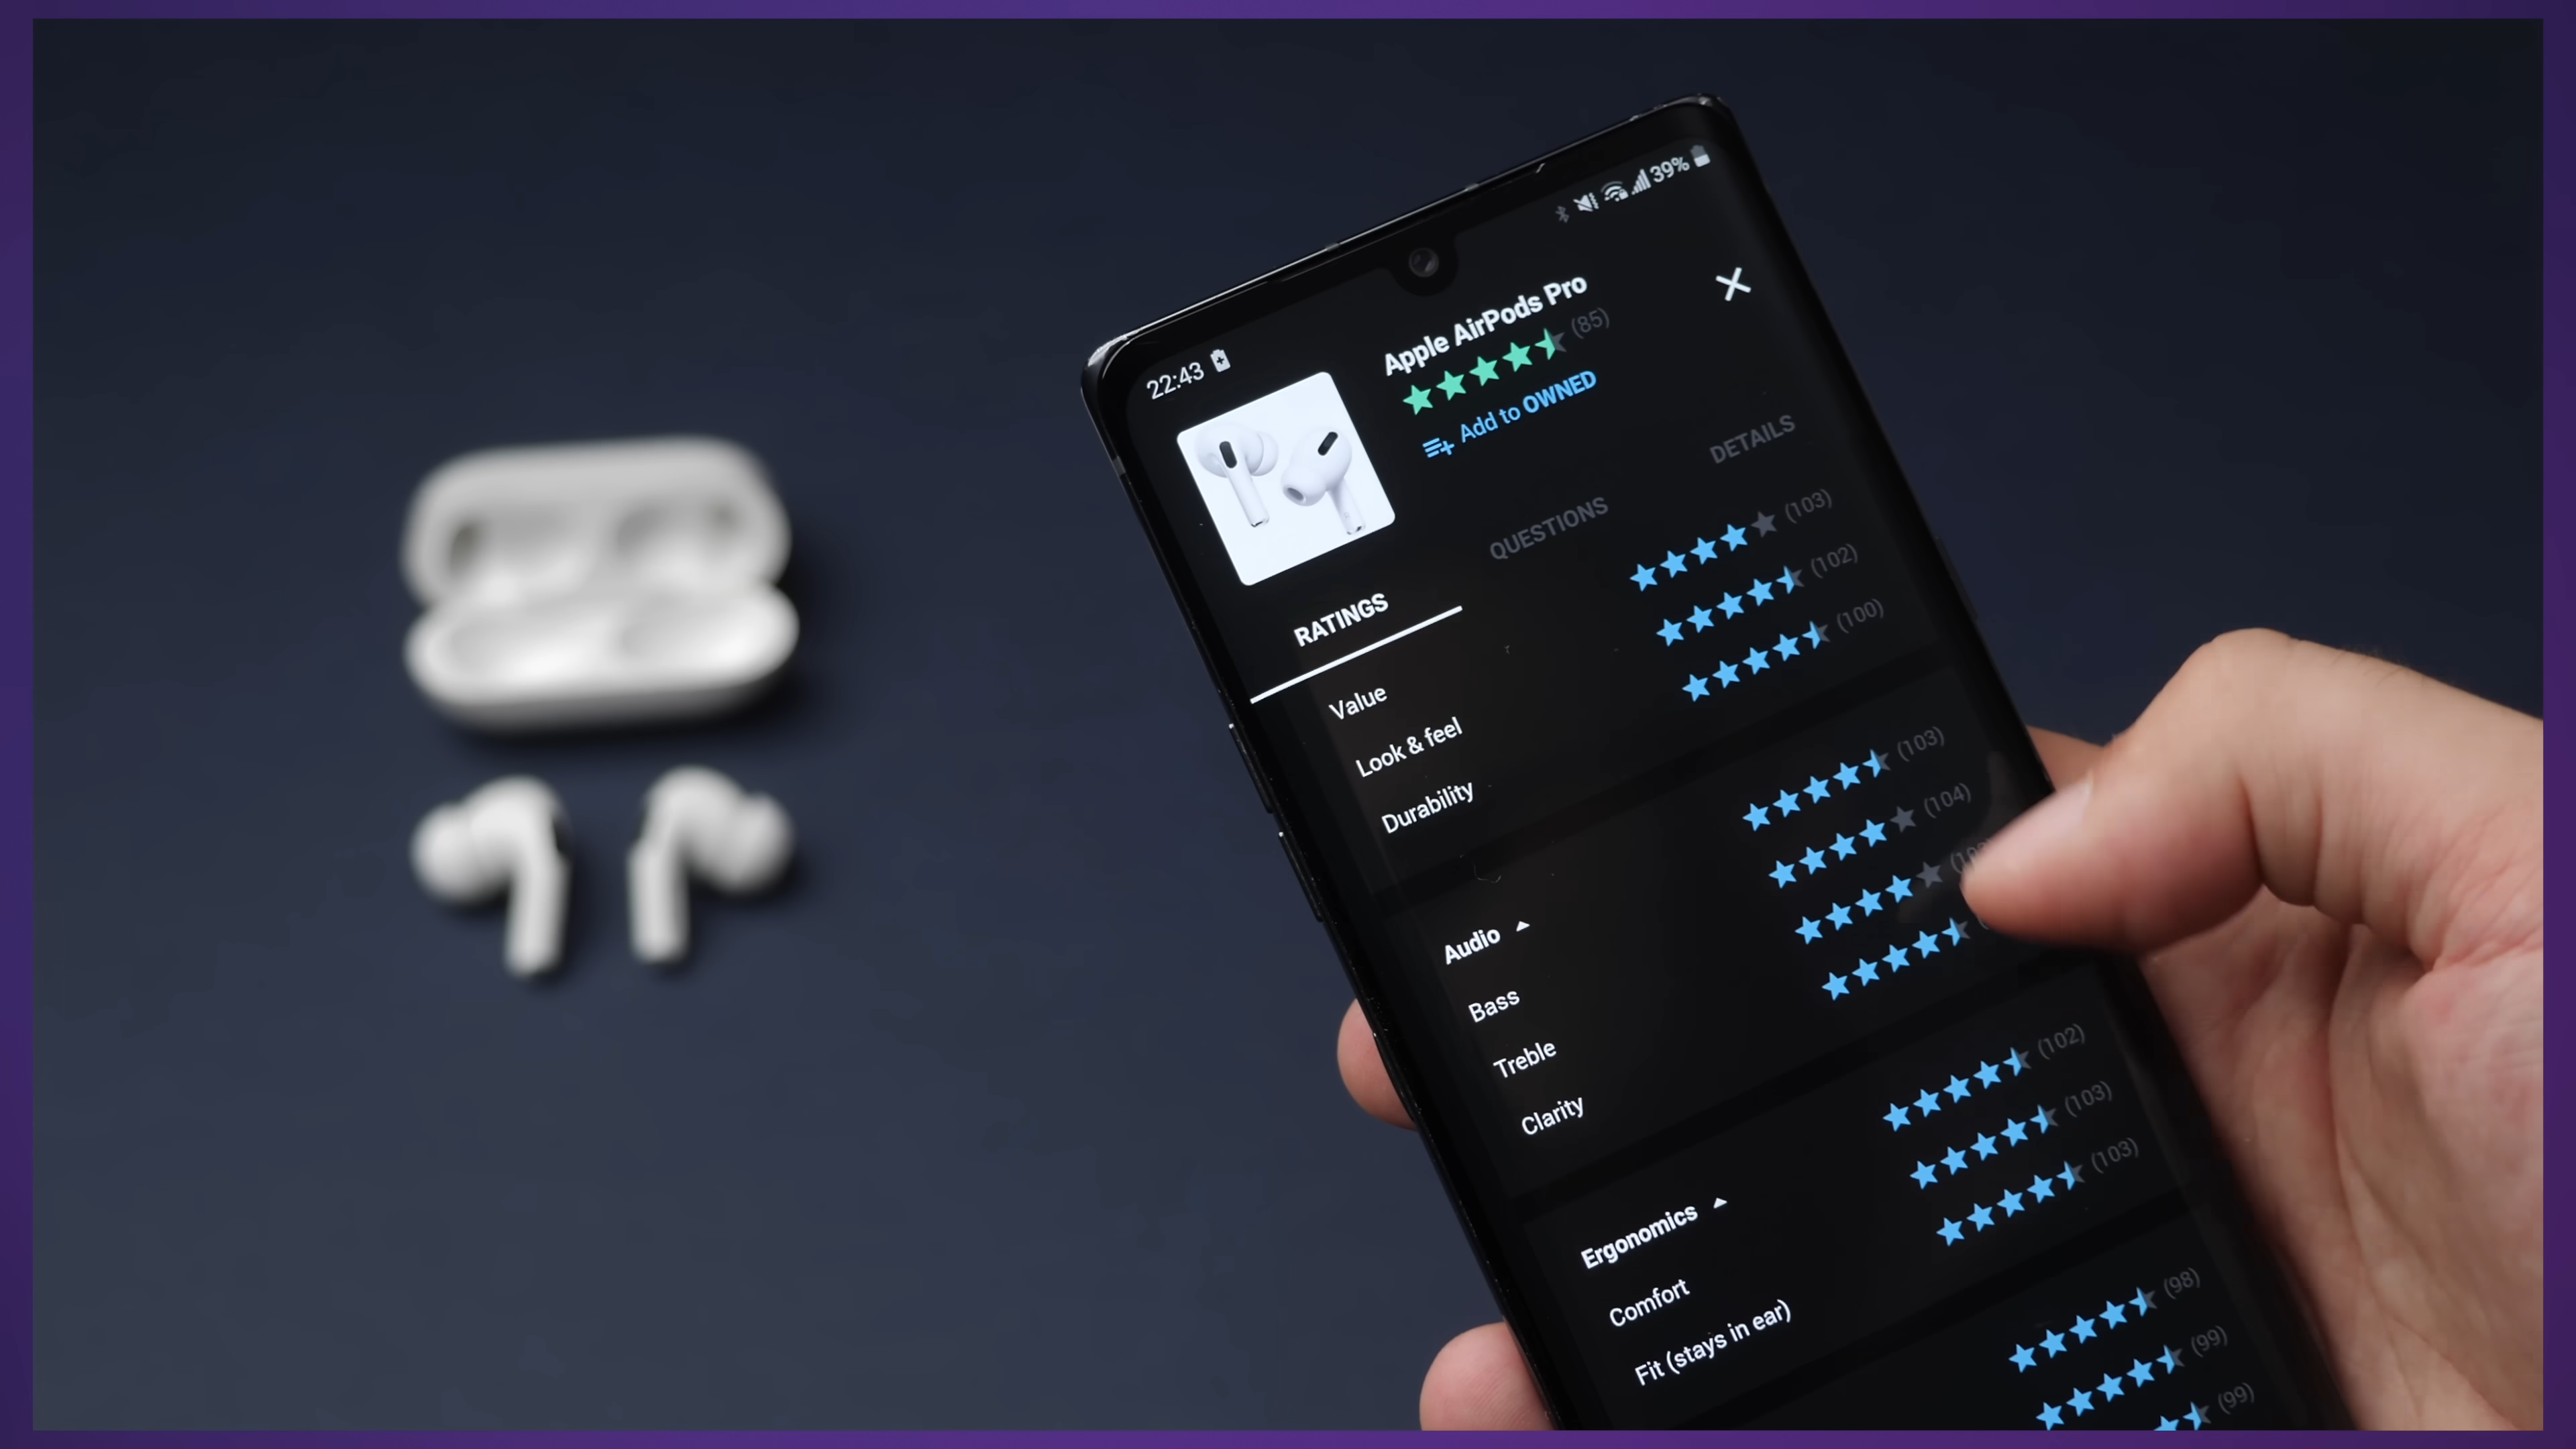 22:43
39%
Apple AirPods Pro
(85)
Add to OWNED
RATINGS
QUESTIONS
DETAILS
Value (103)
Look & feel (102)
Durability (100)
Audio (103)
Bass (104)
Treble
Clarity
Ergonomics (102)
Comfort (103)
Fit (stays in ear) (103)
(98)
(99)
(99)